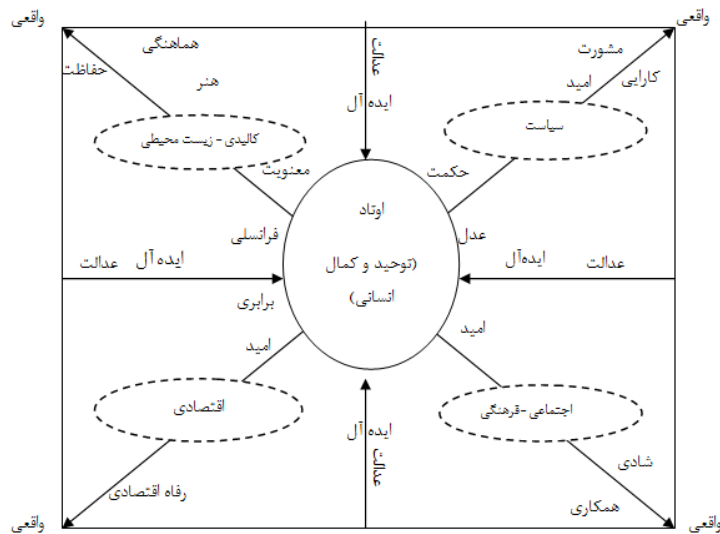 واقعی
واقعی
هماهنگی
مشورت
حفاظت
هنر
عدالت
امید
کارایی
ایده آل
کالیدی - زیست محیطی
سیاست
معنویت
حکمت
اوتاد
فرانسلی
عدل
(توحید و کمال
انسانی)
عدالت
ایده‌آل
ایده آل
عدالت
برابری
امید
امید
اقتصادی
اجتماعی -قرهنگی
ایده آل
عدالت
شادی
رفاه اقتصادی
همکاری
واقعی
واقعی